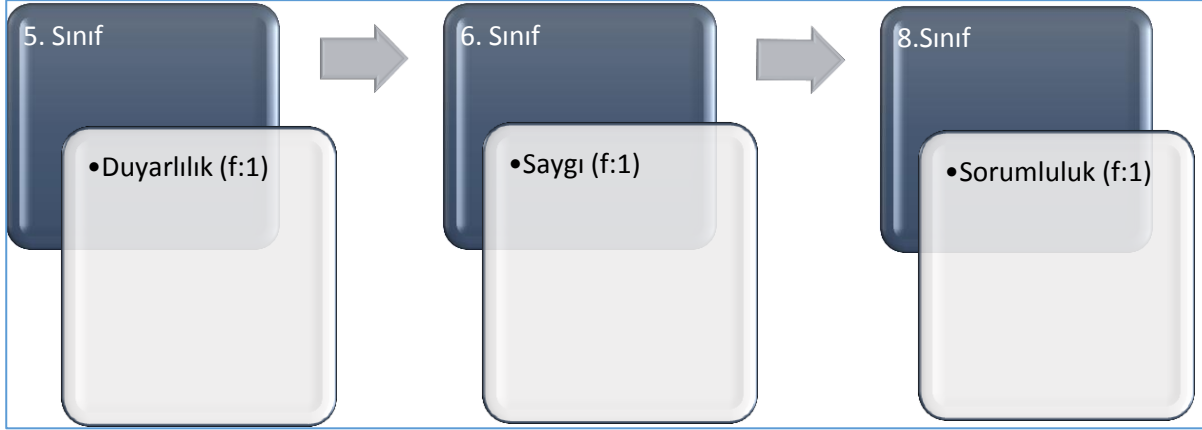 5. Sınıf
•Duyarlılık (f:1)
6. Sınıf
•Saygı (f:1)
8.Sınıf
•Sorumluluk (f:1)